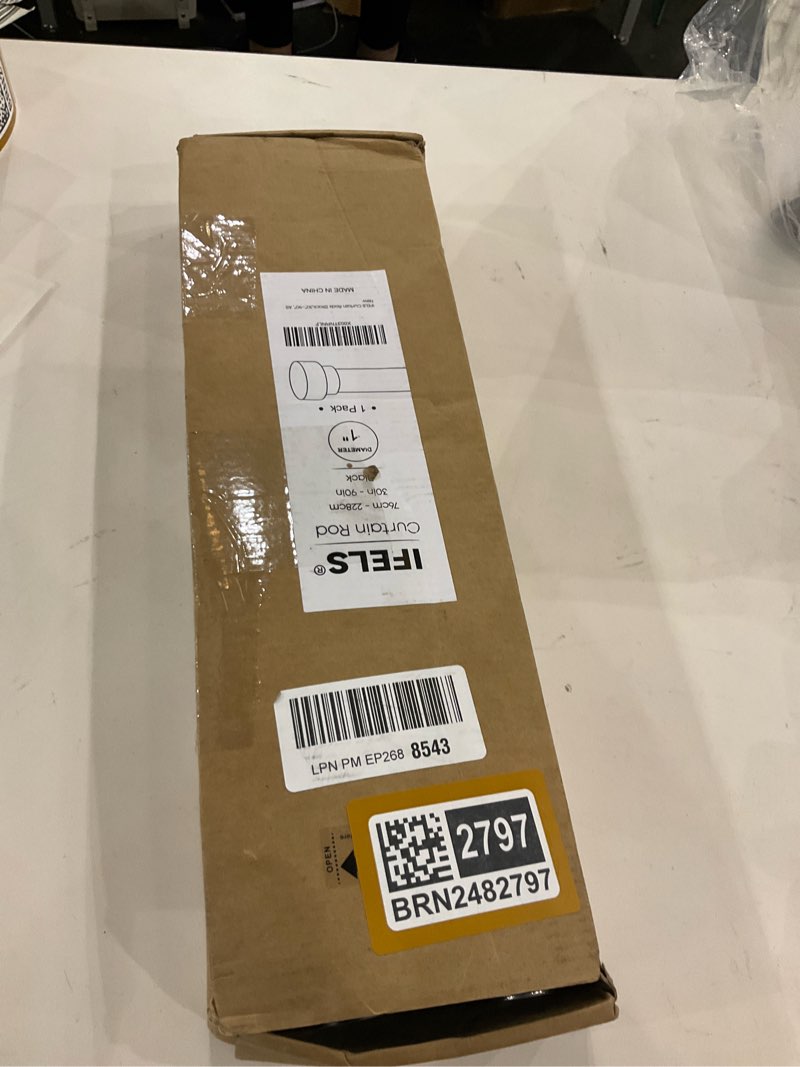 IFELS®
Curtain Rod
76cm - 228cm
30in - 90in
Black
DIAMETER
1"
• 1 Pack •
New
MADE IN CHINA
LPN PM EP268 8543
OPEN
2797
BRN2482797